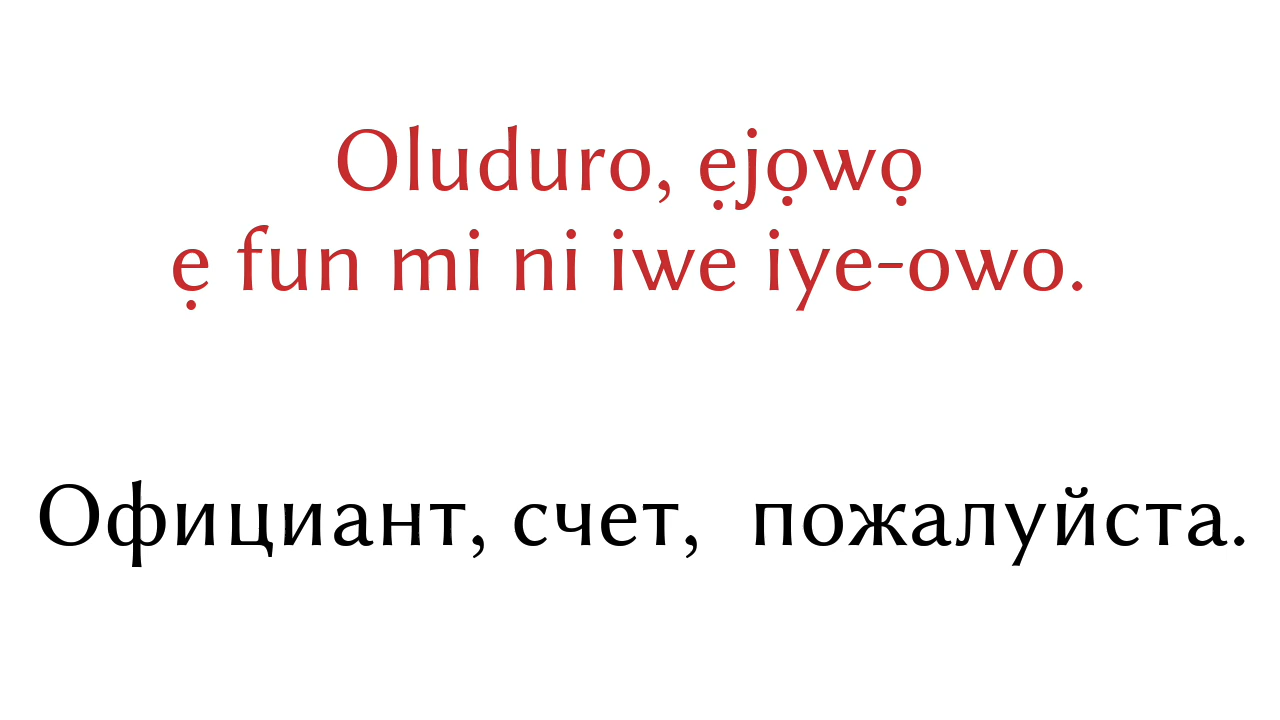 Oluduro, ẹjọwọ
ẹ fun mi ni iwe iye-owo.
Официант, счет, пожалуйста.